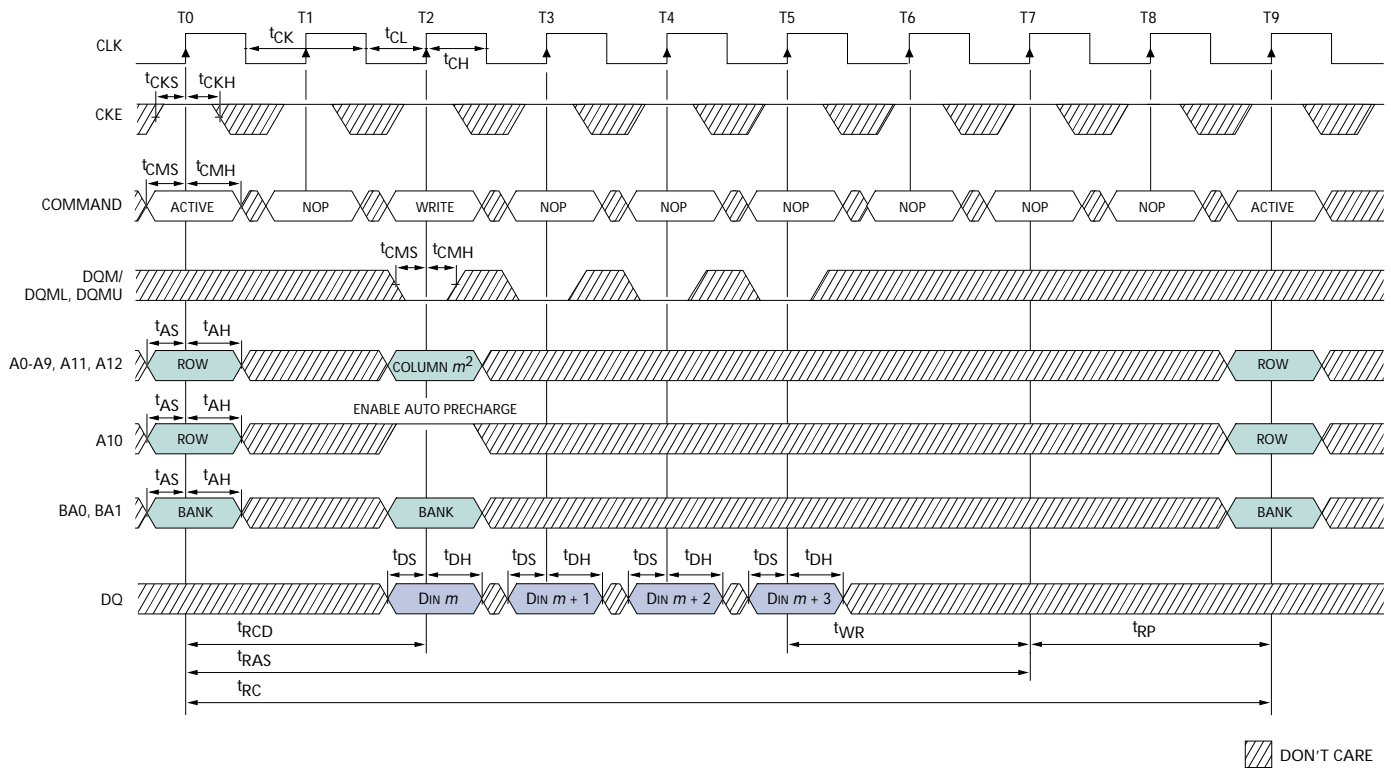 T0 T1 T2 T3 T4 T5 T6 T7 T8 T9
CLK tCK tCL tCH
tCKS tCKH
CKE
tCMS tCMH
COMMAND ACTIVE NOP WRITE NOP NOP NOP NOP NOP NOP ACTIVE
tCMS tCMH
DQM/
DQML, DQMU
tAS tAH
A0-A9, A11, A12 ROW COLUMN m2 ROW
tAS tAH ENABLE AUTO PRECHARGE
A10 ROW ROW
tAS tAH
BA0, BA1 BANK BANK BANK
tDS tDH tDS tDH tDS tDH tDS tDH
DQ DIN m DIN m + 1 DIN m + 2 DIN m + 3
tRCD tWR tRP
tRAS
tRC
DON'T CARE